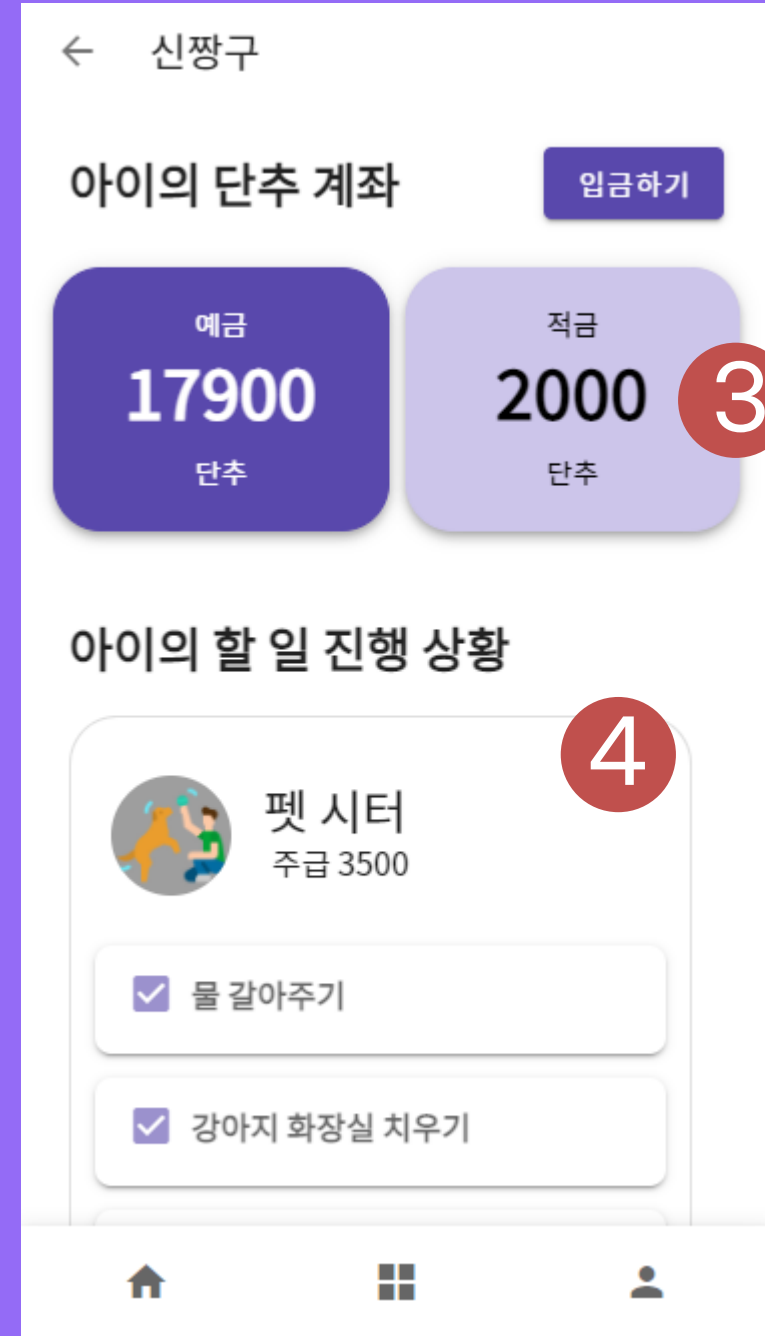 신짱구
아이의 단추 계좌
입금하기
예금
17900
단추
적금
2000
단추
3
아이의 할 일 진행 상황
4
펫 시터
주급 3500
물 갈아주기
강아지 화장실 치우기